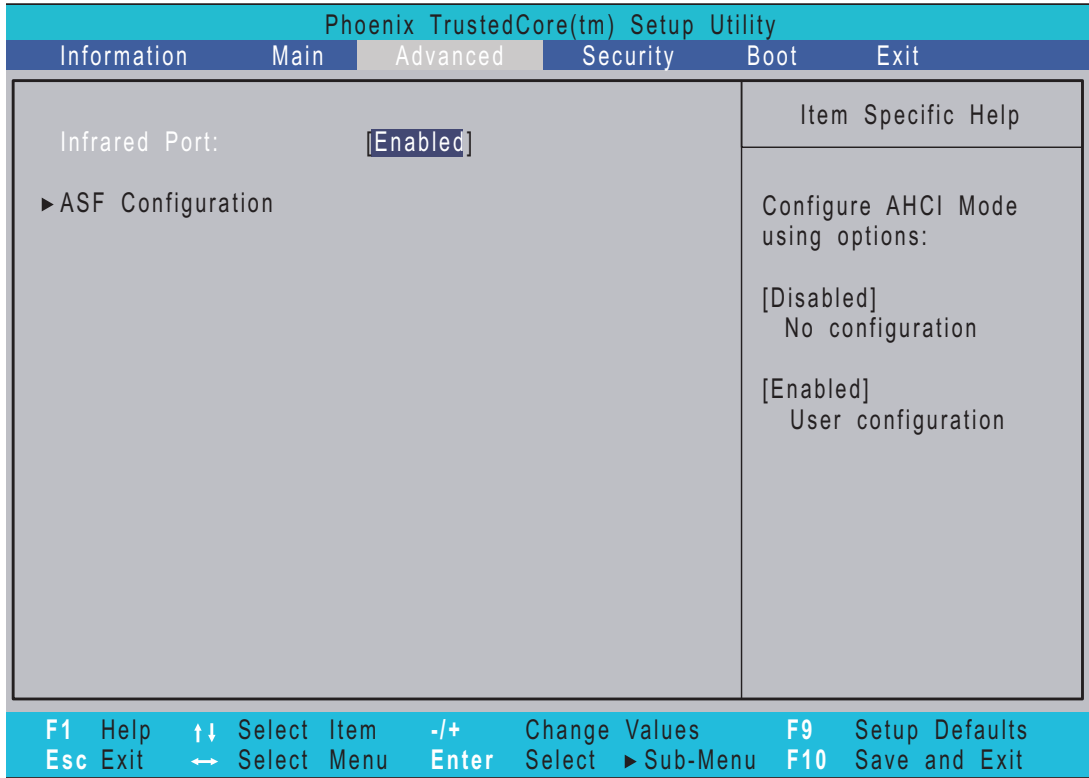 Phoenix TrustedCore(tm) Setup Utility
Information Main Advanced Security Boot Exit
Infrared Port: [Enabled]
▶ASF Configuration
Item Specific Help
Configure AHCI Mode
using options:
[Disabled]
No configuration
[Enabled]
User configuration
F1 Help ↑↓ Select Item -/+ Change Values F9 Setup Defaults
Esc Exit ↔ Select Menu Enter Select ▶Sub-Menu F10 Save and Exit